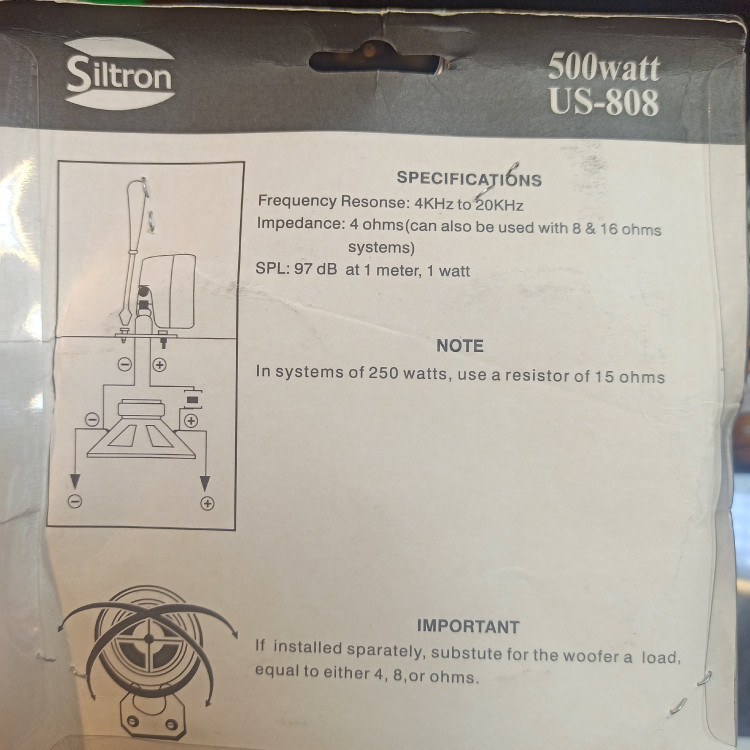 Siltron
500watt
US-808
SPECIFICATIONS
Frequency Resonse: 4KHz to 20KHz
Impedance: 4 ohms(can also be used with 8 & 16 ohms
systems)
SPL: 97 dB at 1 meter, 1 watt
NOTE
In systems of 250 watts, use a resistor of 15 ohms
IMPORTANT
If installed sparately, substute for the woofer a load,
equal to either 4, 8,or ohms.